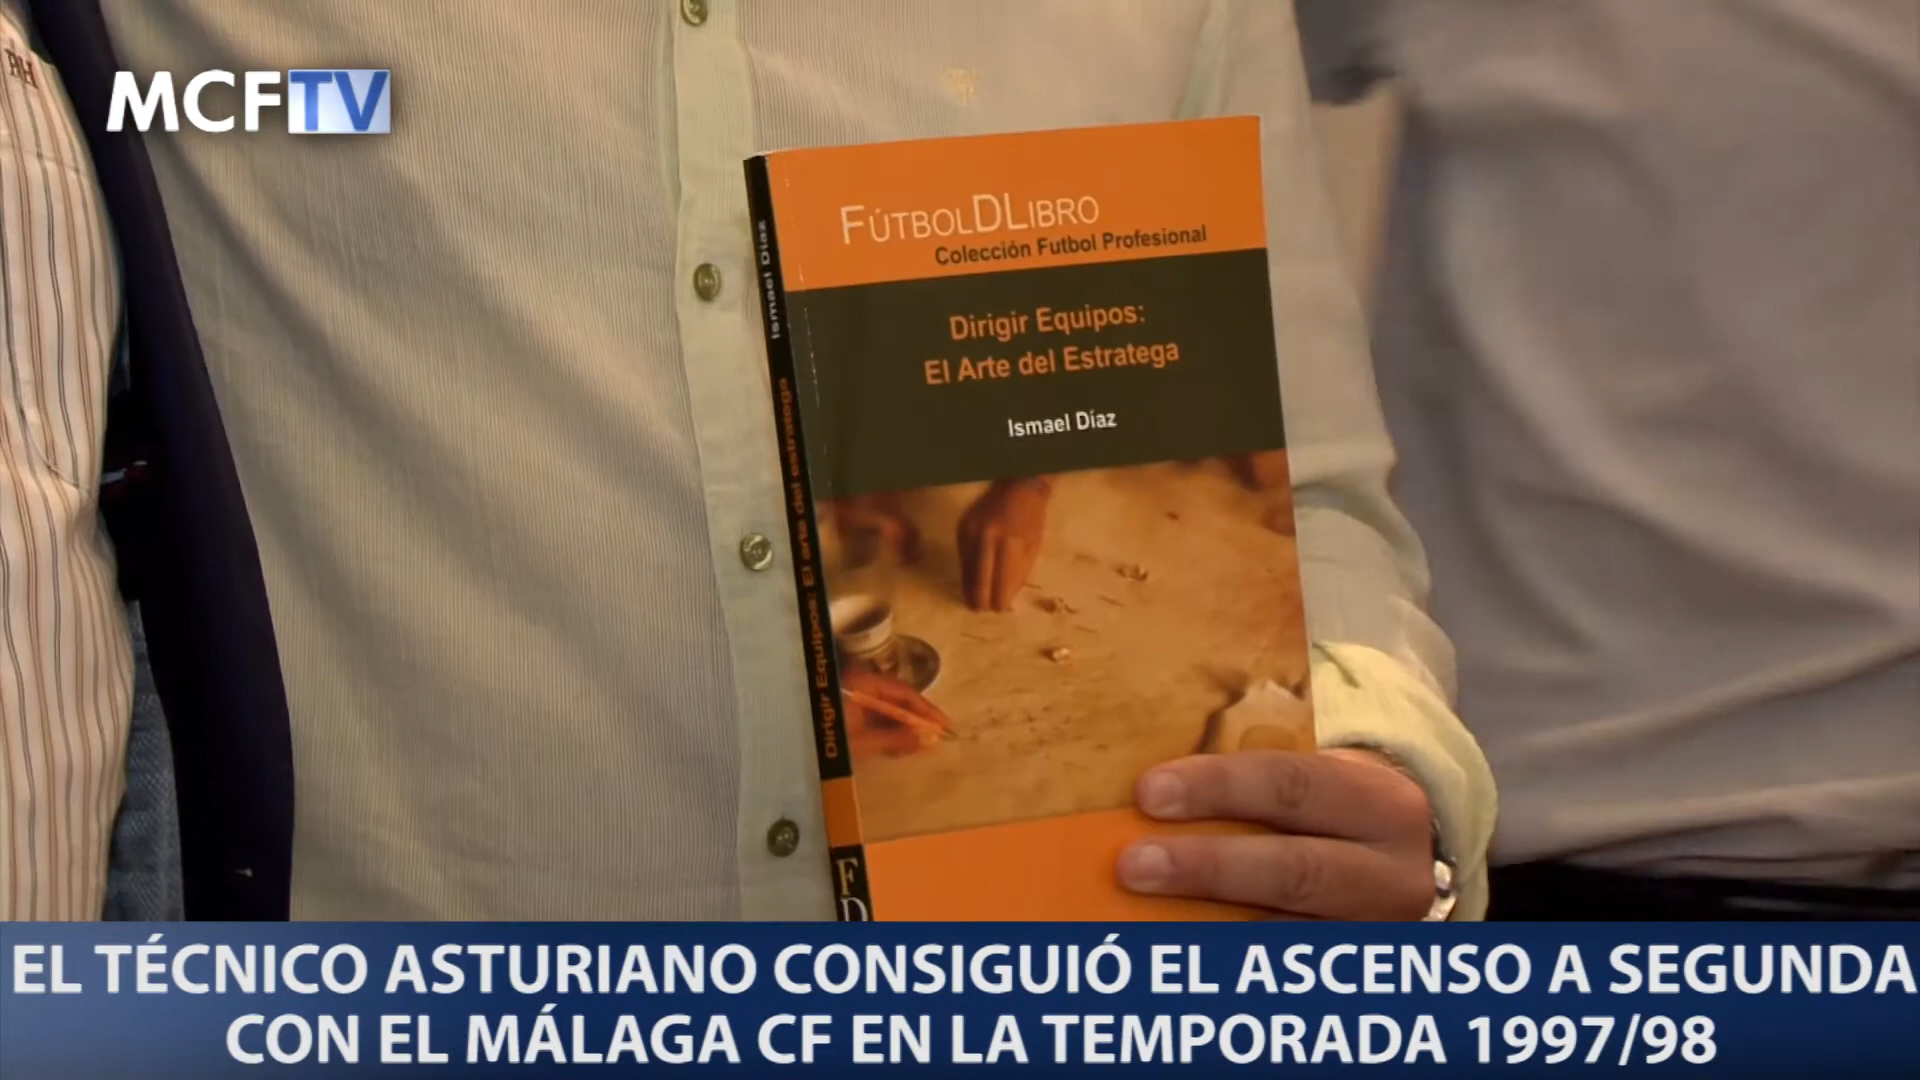 MCFTV
FÚTBOLDLIBRO
Colección Futbol Profesional
Dirigir Equipos:
El Arte del Estratega
Ismael Díaz
Dirigir Equipos: El arte del estratega Ismael Díaz
FD
EL TÉCNICO ASTURIANO CONSIGUIÓ EL ASCENSO A SEGUNDA
CON EL MÁLAGA CF EN LA TEMPORADA 1997/98